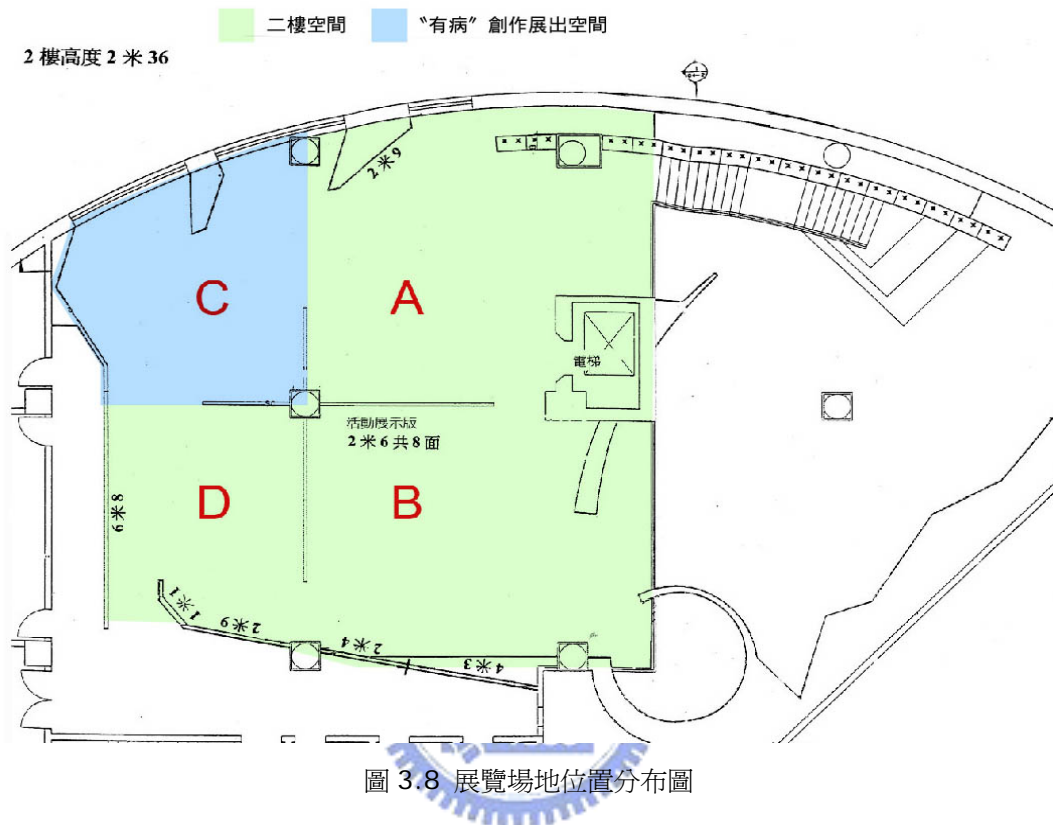 二樓空間 “有病”創作展出空間
2 樓高度 2 米 36
2 米 9
C
A
電梯
活動展示版
2 米 6 共 8 面
D
B
6 米 8
1 米 1
2 米 9
2 米 4
4 米 3
圖 3.8 展覽場地位置分布圖